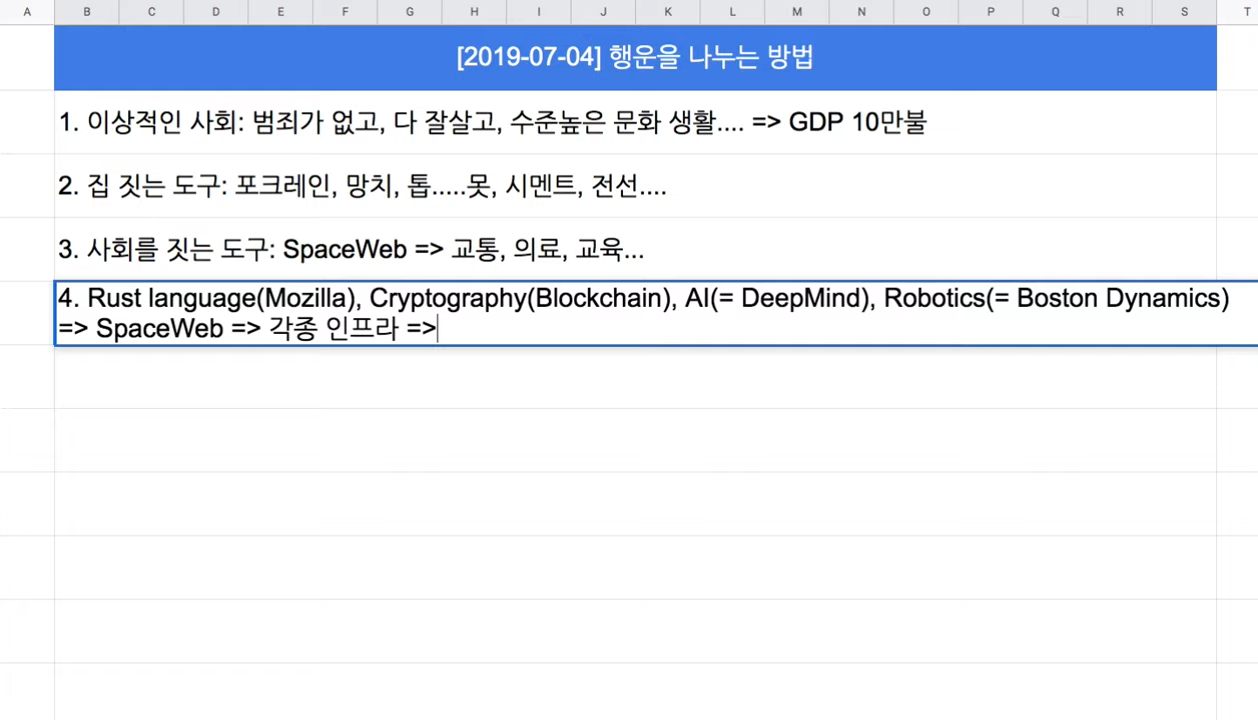 A B C D E F G H I J K L M N O P Q R S T
[2019-07-04] 행운을 나누는 방법
1. 이상적인 사회: 범죄가 없고, 다 잘살고, 수준높은 문화 생활.... => GDP 10만불
2. 집 짓는 도구: 포크레인, 망치, 톱.....못, 시멘트, 전선....
3. 사회를 짓는 도구: SpaceWeb => 교통, 의료, 교육...
4. Rust language(Mozilla), Cryptography(Blockchain), AI(= DeepMind), Robotics(= Boston Dynamics)
=> SpaceWeb => 각종 인프라 =>